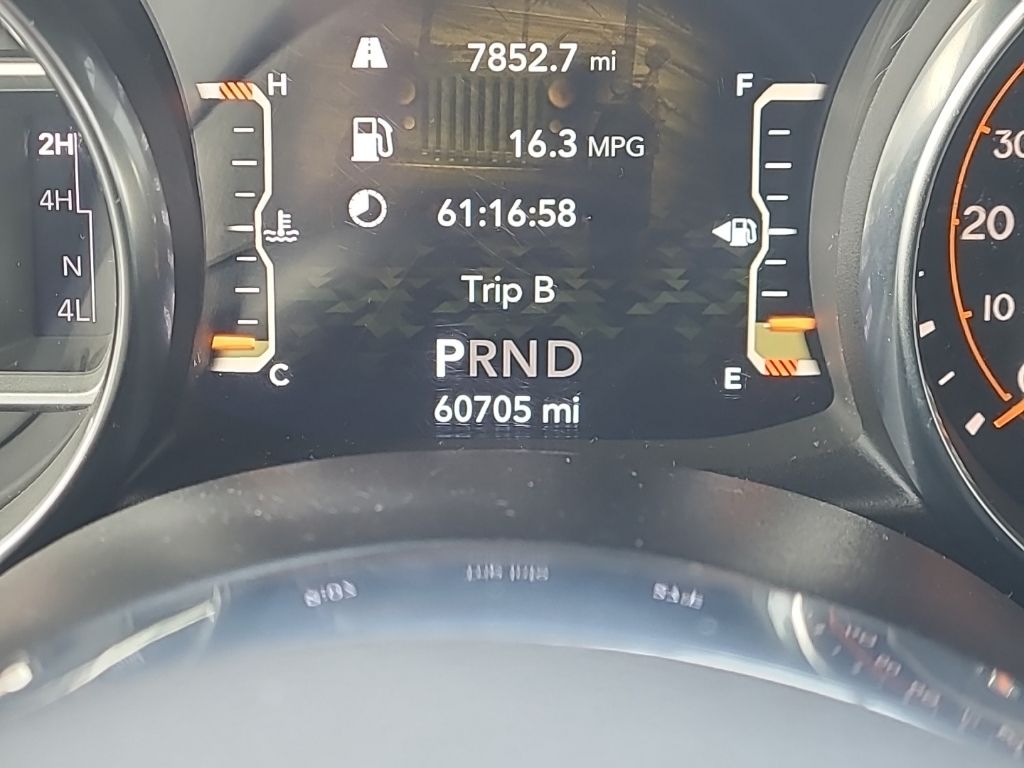 7852.7 mi
H
F
2H
16.3 MPG
30
4H
61:16:58
20
N
Trip B
4L
10
PRND
C
E
60705 mi